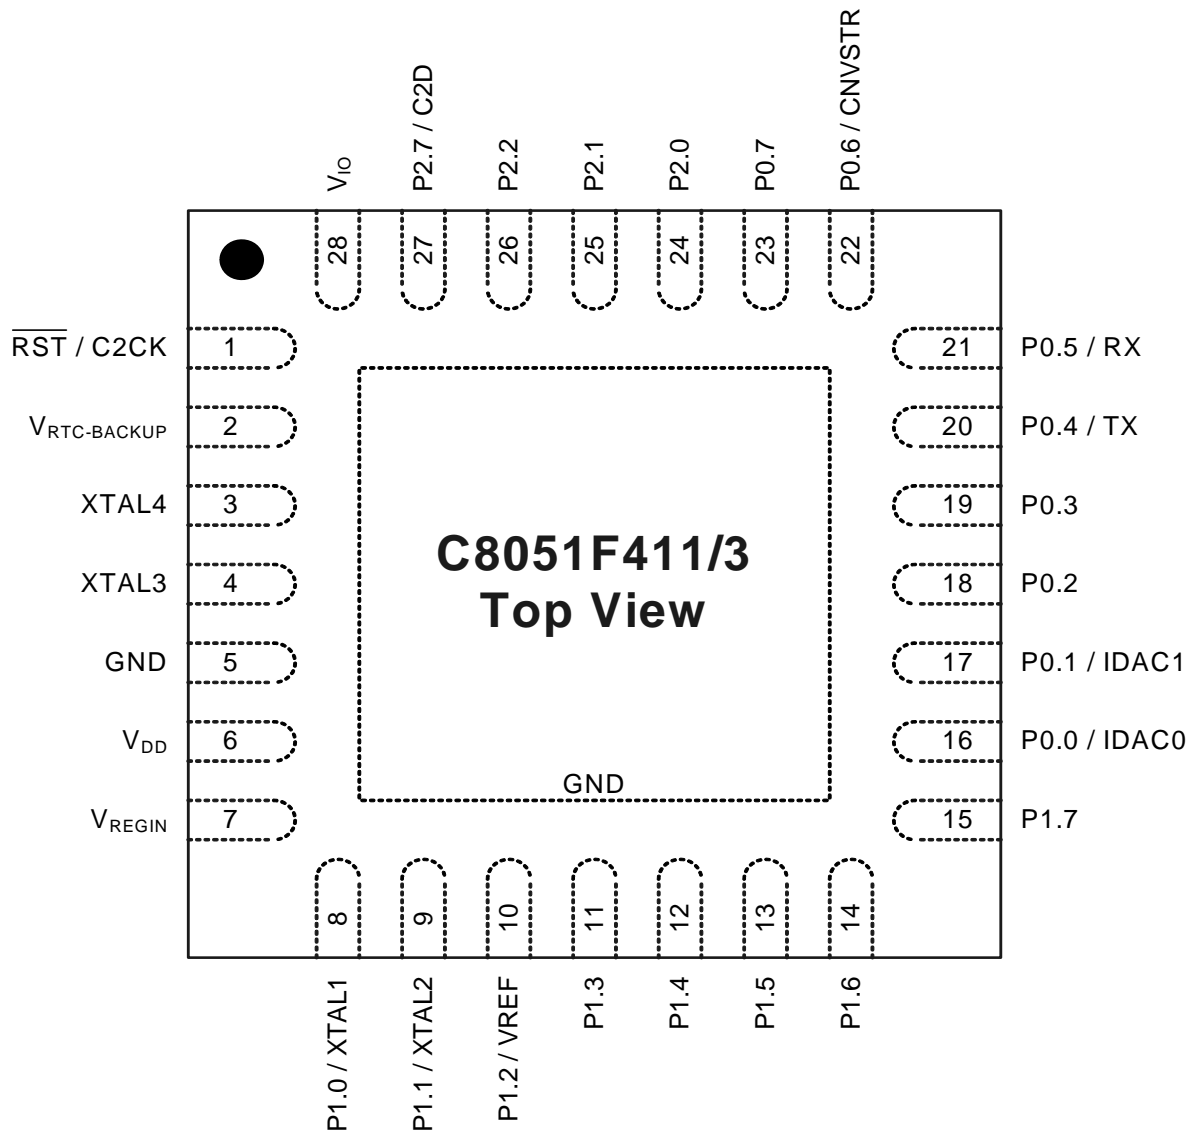 V_IO
P2.7 / C2D
P2.2
P2.1
P2.0
P0.7
P0.6 / CNVSTR
28
27
26
25
24
23
22
RST / C2CK
1
V_RTC-BACKUP
2
XTAL4
3
XTAL3
4
GND
5
V_DD
6
V_REGIN
7
C8051F411/3
Top View
GND
21
P0.5 / RX
20
P0.4 / TX
19
P0.3
18
P0.2
17
P0.1 / IDAC1
16
P0.0 / IDAC0
15
P1.7
8
9
10
11
12
13
14
P1.0 / XTAL1
P1.1 / XTAL2
P1.2 / VREF
P1.3
P1.4
P1.5
P1.6